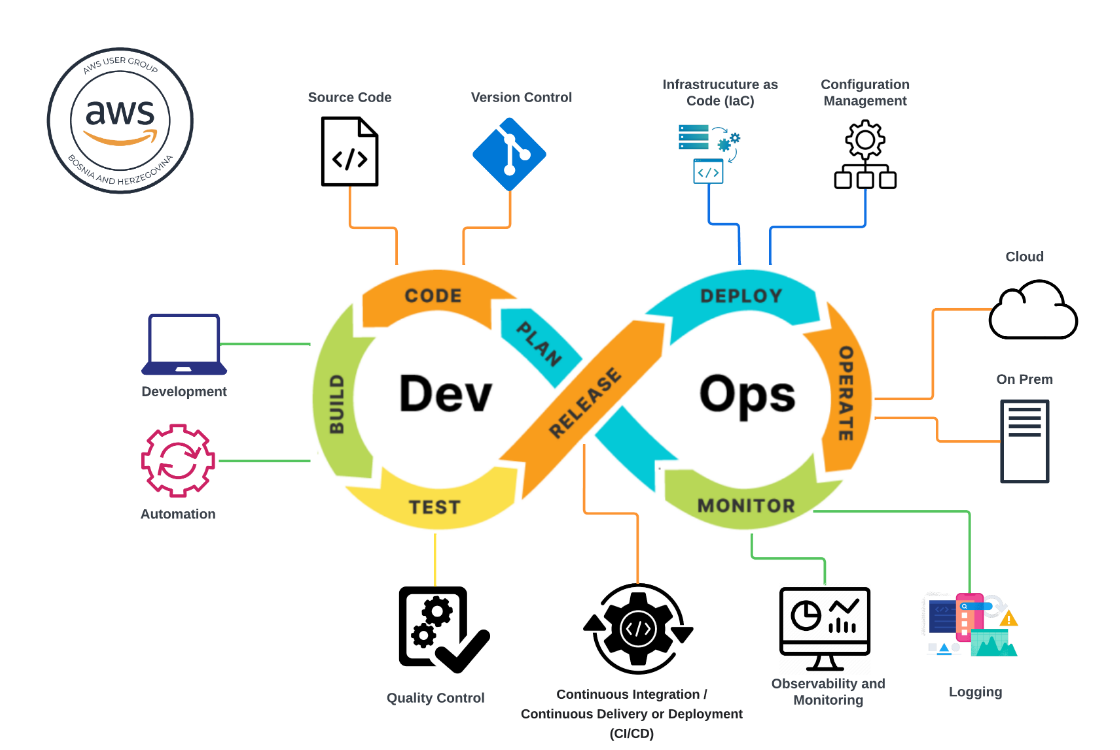 AWS USER GROUP
aws
BOSNIA AND HERZEGOVINA
Source Code
Version Control
Infrastrucuture as
Code (IaC)
Configuration
Management
</>
</>
Cloud
CODE
DEPLOY
PLAN
Development
BUILD
Dev
RELEASE
Ops
OPERATE
On Prem
Automation
TEST
MONITOR
</>
Quality Control
Continuous Integration /
Continuous Delivery or Deployment
(CI/CD)
Observability and
Monitoring
Logging